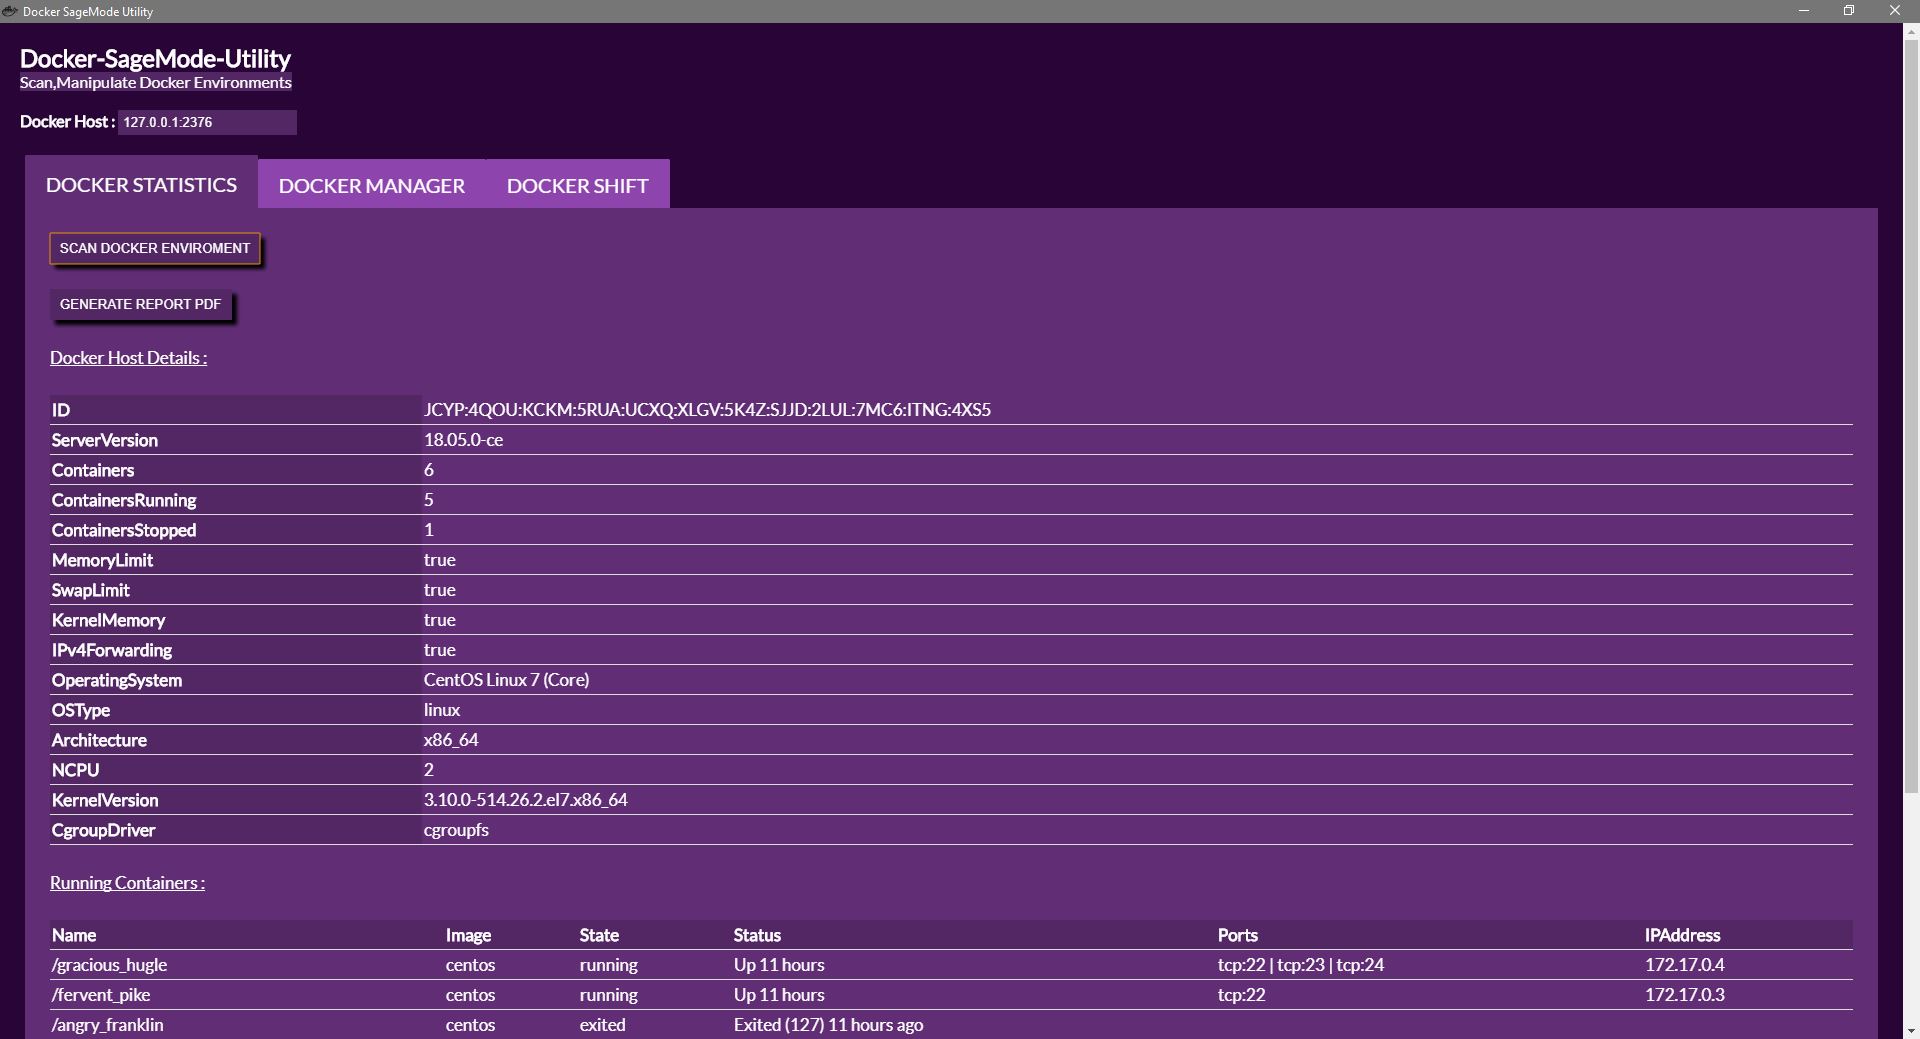 Docker SageMode Utility
Docker-SageMode-Utility
Scan,Manipulate Docker Environments
Docker Host : 127.0.0.1:2376
DOCKER STATISTICS DOCKER MANAGER DOCKER SHIFT
SCAN DOCKER ENVIROMENT
GENERATE REPORT PDF
Docker Host Details :
ID JCYP:4QOU:KCKM:5RUA:UCXQ:XLGV:5K4Z:SJJD:2LUL:7MC6:ITNG:4XS5
ServerVersion 18.05.0-ce
Containers 6
ContainersRunning 5
ContainersStopped 1
MemoryLimit true
SwapLimit true
KernelMemory true
IPv4Forwarding true
OperatingSystem CentOS Linux 7 (Core)
OSType linux
Architecture x86_64
NCPU 2
KernelVersion 3.10.0-514.26.2.el7.x86_64
CgroupDriver cgroupfs
Running Containers :
Name Image State Status Ports IPAddress
/gracious_hugle centos running Up 11 hours tcp:22 | tcp:23 | tcp:24 172.17.0.4
/fervent_pike centos running Up 11 hours tcp:22 172.17.0.3
/angry_franklin centos exited Exited (127) 11 hours ago